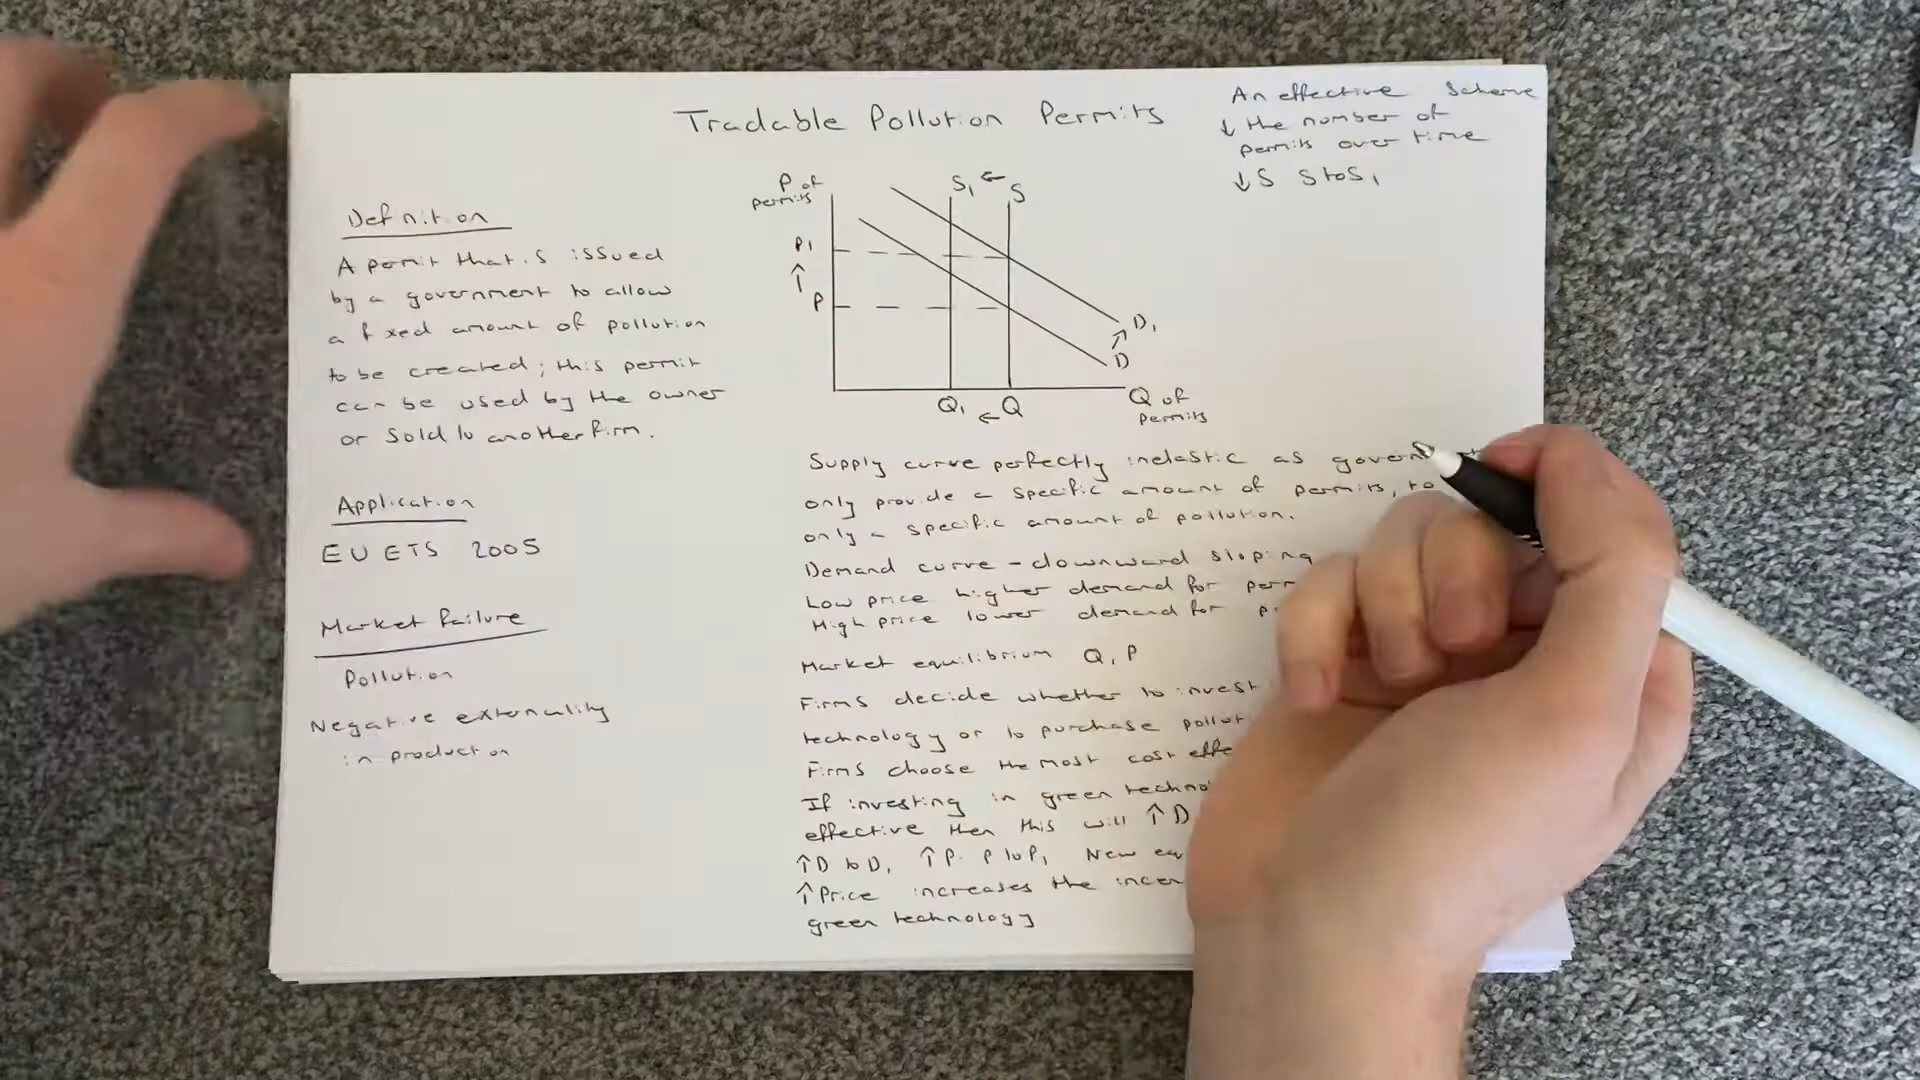 Tradable Pollution Permits
An effective Scheme
↓ the number of
permits over time
↓S S to S₁
Definition
A permit that is issued
by a government to allow
a fixed amount of pollution
to be created; this permit
can be used by the owner
or sold to another firm.
Application
EU ETS 2005
Market Failure
Pollution
Negative externality
in production
P of
permits
S₁ ← S
P₁
↑
P
D₁
↗
D
Q₁ ← Q
Q of
permits
Supply curve perfectly inelastic as
only provide a specific amount of permits, to
only a specific amount of pollution.
Demand curve - downward sloping
Low price higher demand for
High price lower demand for
Market equilibrium Q, P
Firms decide whether to invest
technology or to purchase
Firms choose the most cost
If investing in green
effective then this will ↑D
↑D to D₁ ↑P P to P₁ New
↑Price increases the
green technology